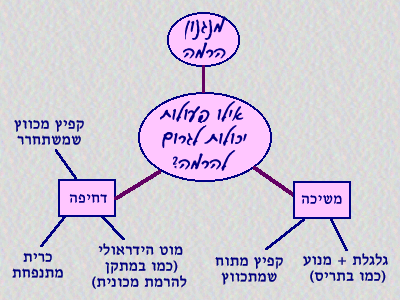 מנגנון
הרמה
אילו פעולות
יכולות לגרום
להרמה?
דחיפה
משיכה
קפיץ מכווץ
שמשתחרר
כרית
מתנפחת
מוט הידראולי
(כמו במתקן
להרמת מכונית)
קפיץ מתוח
שמתכווץ
גלגלת + מנוע
(כמו בתריס)